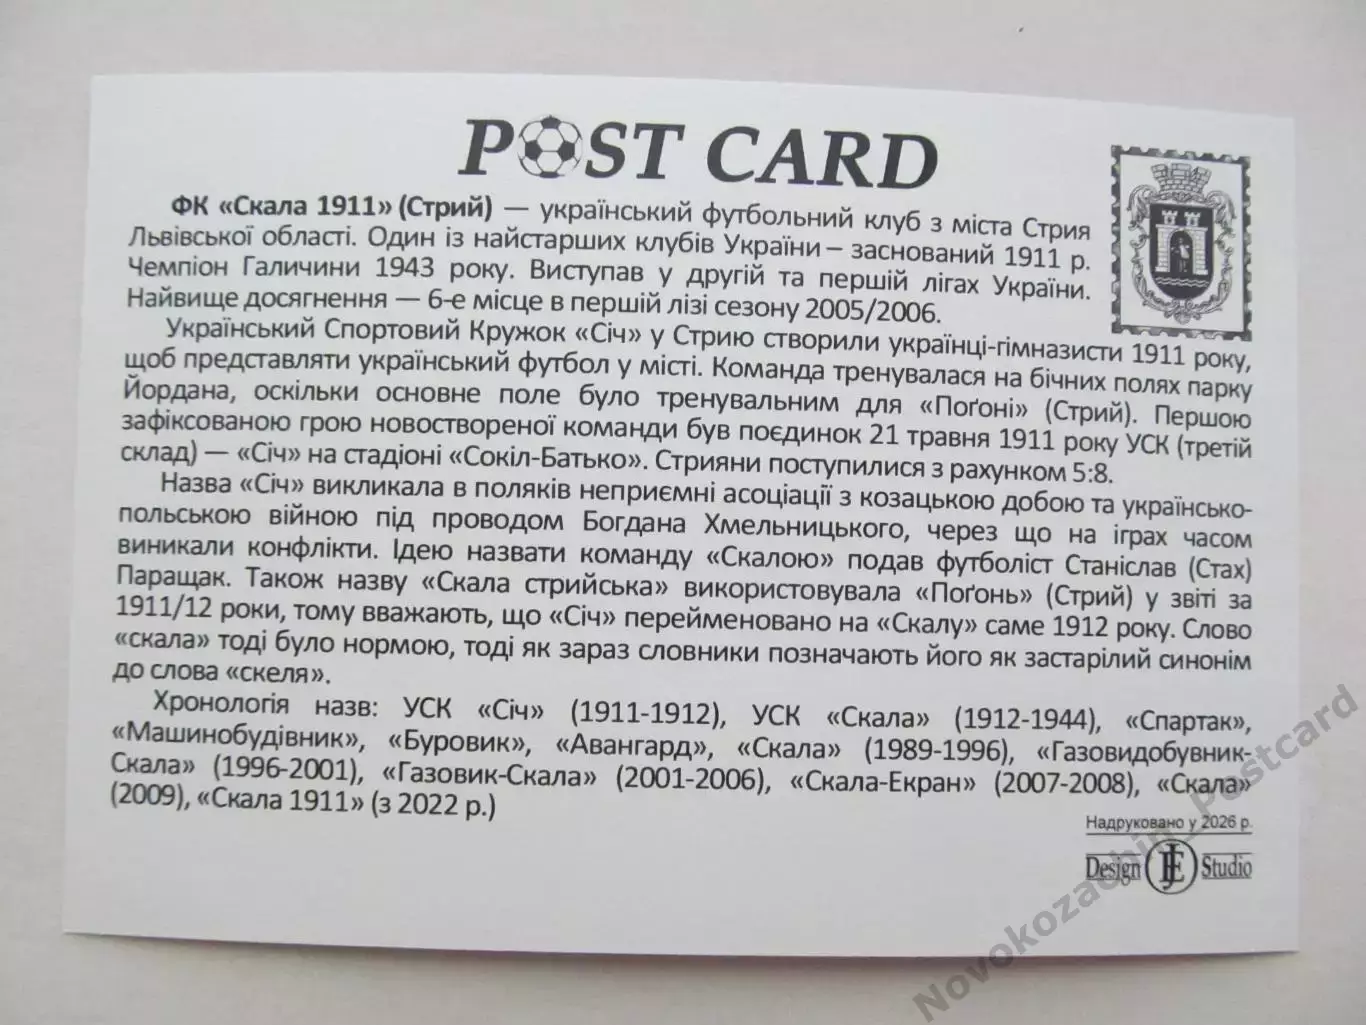 POST CARD
ФК «Скала 1911» (Стрий) — український футбольний клуб з міста Стрия
Львівської області. Один із найстарших клубів України – заснований 1911 р.
Чемпіон Галичини 1943 року. Виступав у другій та першій лігах України.
Найвище досягнення — 6-е місце в першій лізі сезону 2005/2006.
Український Спортовий Кружок «Січ» у Стрию створили українці-гімназисти 1911 року,
щоб представляти український футбол у місті. Команда тренувалася на бічних полях парку
Йордана, оскільки основне поле було тренувальним для «Поґоні» (Стрий). Першою
зафіксованою грою новоствореної команди був поєдинок 21 травня 1911 року УСК (третій
склад) — «Січ» на стадіоні «Сокіл-Батько». Стрияни поступилися з рахунком 5:8.
Назва «Січ» викликала в поляків неприємні асоціації з козацькою добою та українсько-
польською війною під проводом Богдана Хмельницького, через що на іграх часом
виникали конфлікти. Ідею назвати команду «Скалою» подав футболіст Станіслав (Стах)
Паращак. Також назву «Скала стрийська» використовувала «Поґонь» (Стрий) у звіті за
1911/12 роки, тому вважають, що «Січ» перейменовано на «Скалу» саме 1912 року. Слово
«скала» тоді було нормою, тоді як зараз словники позначають його як застарілий синонім
до слова «скеля».
Хронологія назв: УСК «Січ» (1911-1912), УСК «Скала» (1912-1944), «Спартак»,
«Машинобудівник», «Буровик», «Авангард», «Скала» (1989-1996), «Газовидобувник-
Скала» (1996-2001), «Газовик-Скала» (2001-2006), «Скала-Екран» (2007-2008), «Скала»
(2009), «Скала 1911» (з 2022 р.)
Надруковано у 2026 р.
Design JE Studio
Novokozachin_Postcard